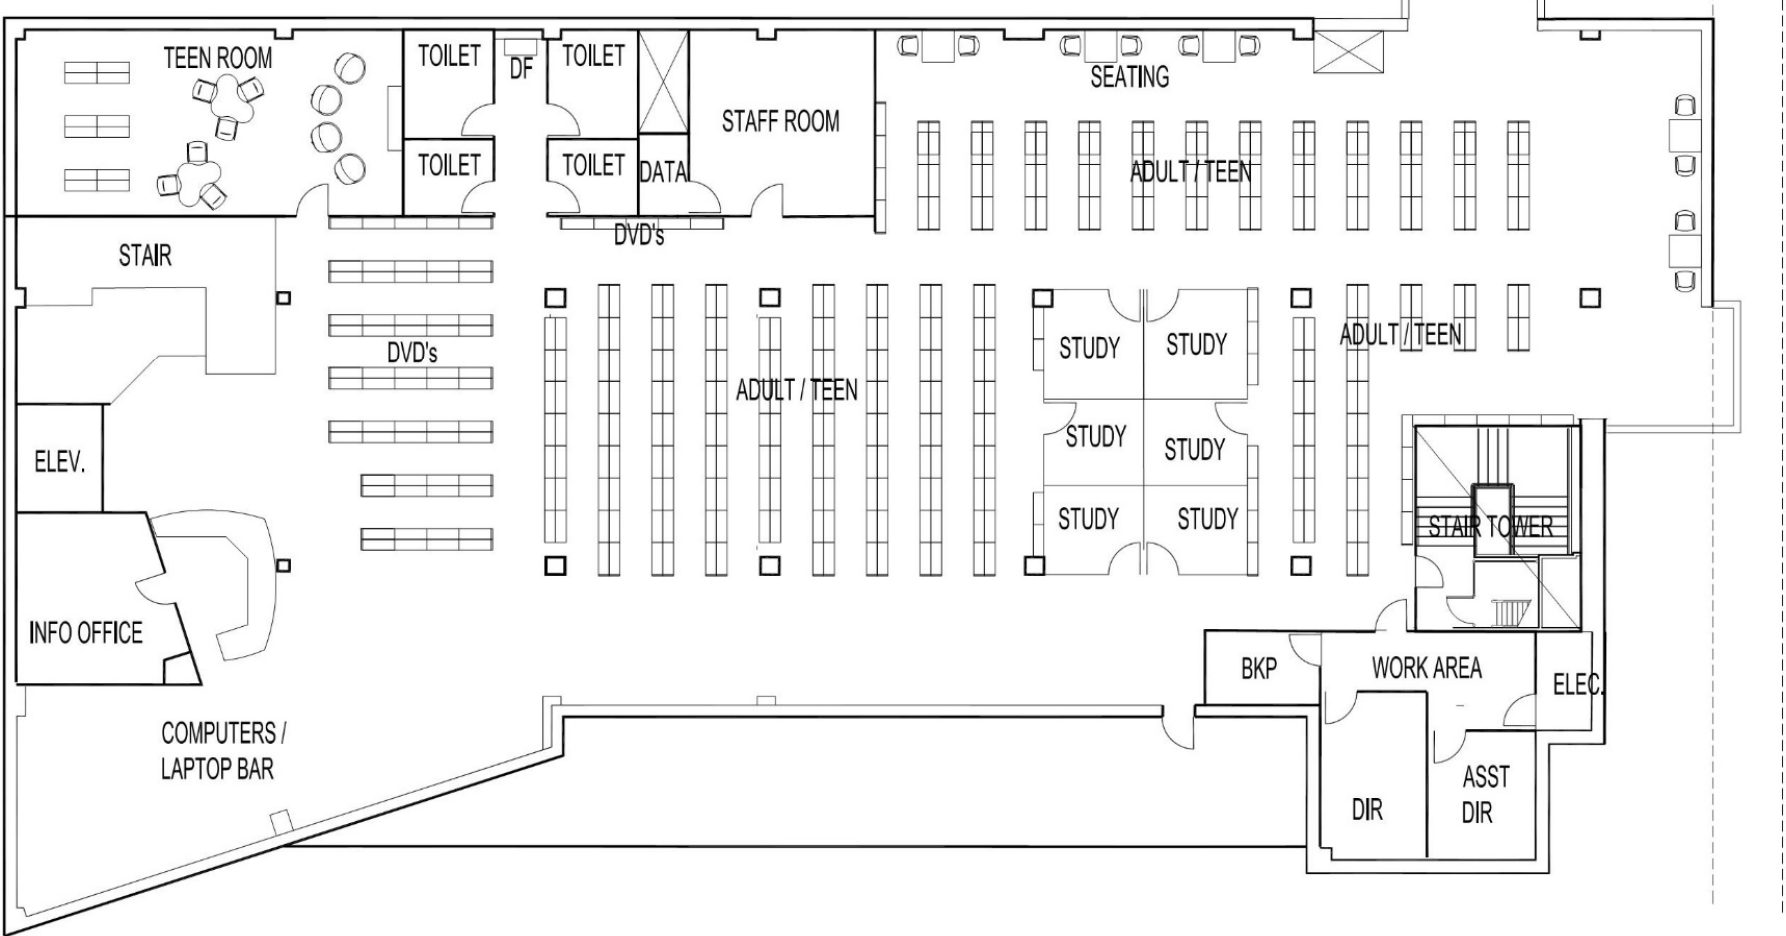 TEEN ROOM
TOILET
DF
TOILET
SEATING
STAFF ROOM
TOILET
TOILET
DATA
ADULT / TEEN
DVD's
STAIR
ADULT / TEEN
STUDY
STUDY
DVD's
ADULT / TEEN
STUDY
STUDY
ELEV.
STUDY
STUDY
STAIR TOWER
INFO OFFICE
BKP
WORK AREA
ELEC.
COMPUTERS /
LAPTOP BAR
DIR
ASST
DIR